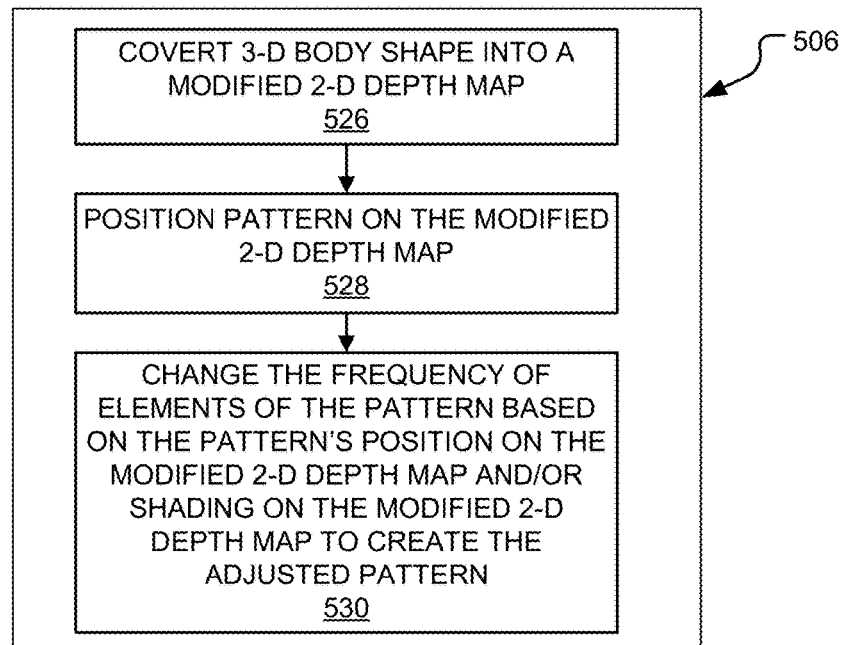 COVERT 3-D BODY SHAPE INTO A
MODIFIED 2-D DEPTH MAP
526
506
POSITION PATTERN ON THE MODIFIED
2-D DEPTH MAP
528
CHANGE THE FREQUENCY OF
ELEMENTS OF THE PATTERN BASED
ON THE PATTERN'S POSITION ON THE
MODIFIED 2-D DEPTH MAP AND/OR
SHADING ON THE MODIFIED 2-D
DEPTH MAP TO CREATE THE
ADJUSTED PATTERN
530